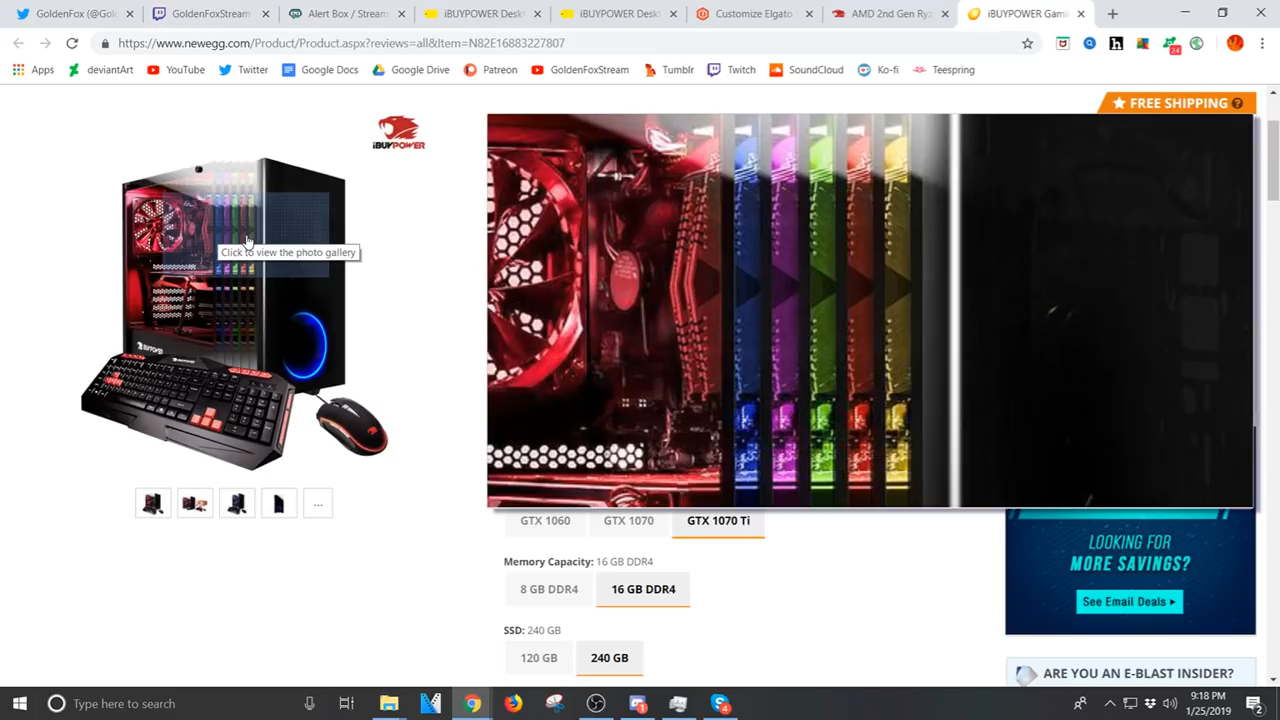 GoldenFox (@Gol
GoldenFoxStream
Alert Box / Stream
iBUYPOWER Desk
iBUYPOWER Desk
Customize Elgato
AMD 2nd Gen Ryz
iBUYPOWER Gami
https://www.newegg.com/Product/Product.aspx?reviews=all&Item=N82E16883227807
24
Apps
deviantArt
YouTube
Twitter
Google Docs
Google Drive
Patreon
GoldenFoxStream
Tumblr
Twitch
SoundCloud
Ko-fi
Teespring
FREE SHIPPING ?
iBUYPOWER
Click to view the photo gallery
...
GTX 1060
GTX 1070
GTX 1070 Ti
Memory Capacity: 16 GB DDR4
8 GB DDR4
16 GB DDR4
SSD: 240 GB
120 GB
240 GB
LOOKING FOR
MORE SAVINGS?
See Email Deals
ARE YOU AN E-BLAST INSIDER?
Type here to search
9:18 PM
1/25/2019